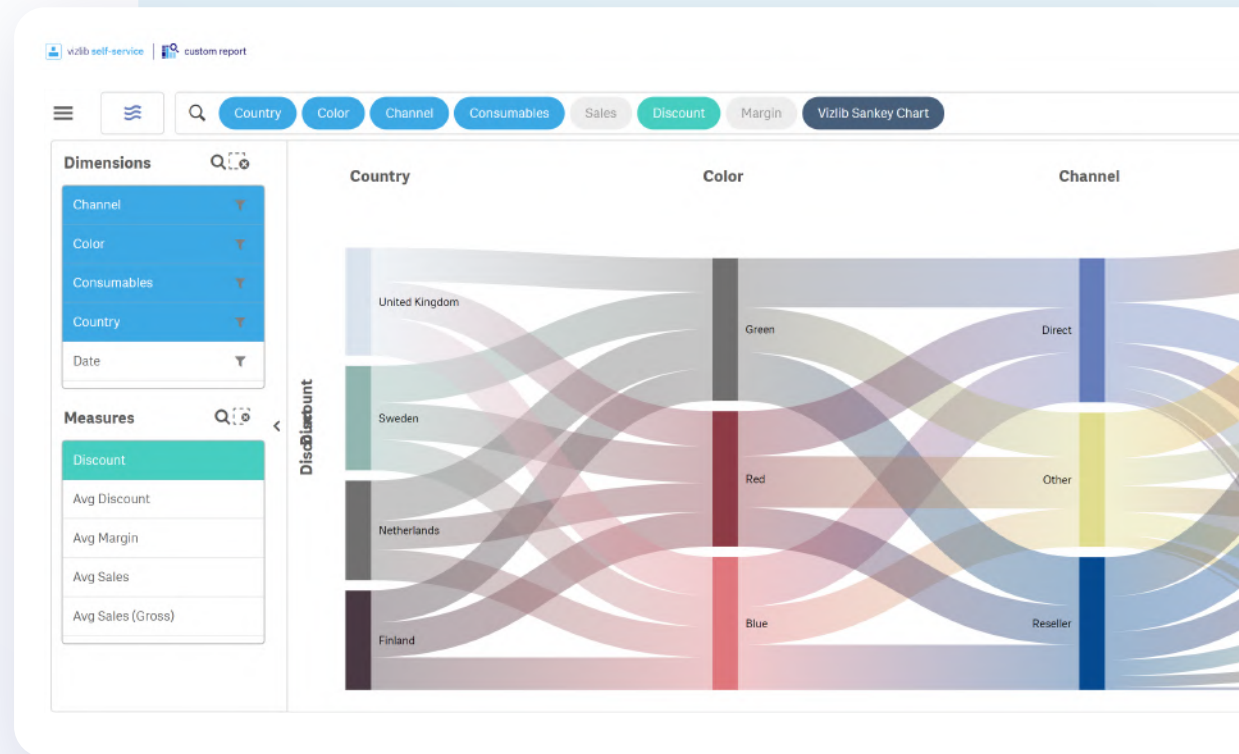 vizlib self-service custom report
Country Color Channel Consumables Sales Discount Margin Vizlib Sankey Chart
Dimensions
Channel
Color
Consumables
Country
Date
Measures
Discount
Avg Discount
Avg Margin
Avg Sales
Avg Sales (Gross)
Discount
Country Color Channel
United Kingdom
Sweden
Netherlands
Finland
Green
Red
Blue
Direct
Other
Reseller